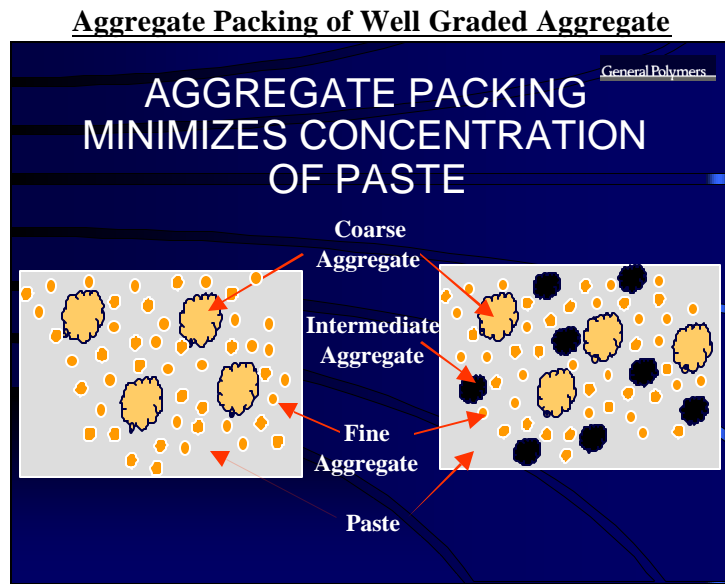 Aggregate Packing of Well Graded Aggregate
General Polymers
AGGREGATE PACKING
MINIMIZES CONCENTRATION
OF PASTE
Coarse
Aggregate
Intermediate
Aggregate
Fine
Aggregate
Paste